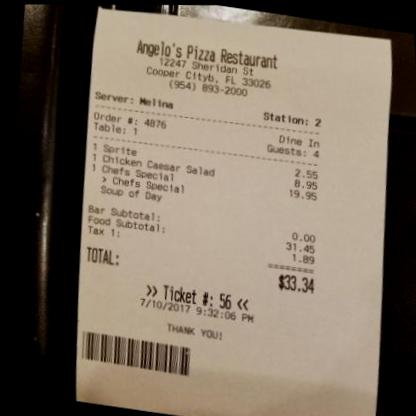 Angelo's Pizza Restaurant
12247 Sheridan St
Cooper Cityb, FL 33026
(954) 893-2000
Server: Melina Station: 2
Order #: 4876 Dine In
Table: 1 Guests: 4
1 Sprite 2.55
1 Chicken Caesar Salad 8.95
1 Chefs Special 19.95
> Chefs Special
Soup of Day
Bar Subtotal: 0.00
Food Subtotal: 31.45
Tax 1: 1.89
========
TOTAL: $33.34
>> Ticket #: 56 <<
7/10/2017 9:32:06 PM
THANK YOU!